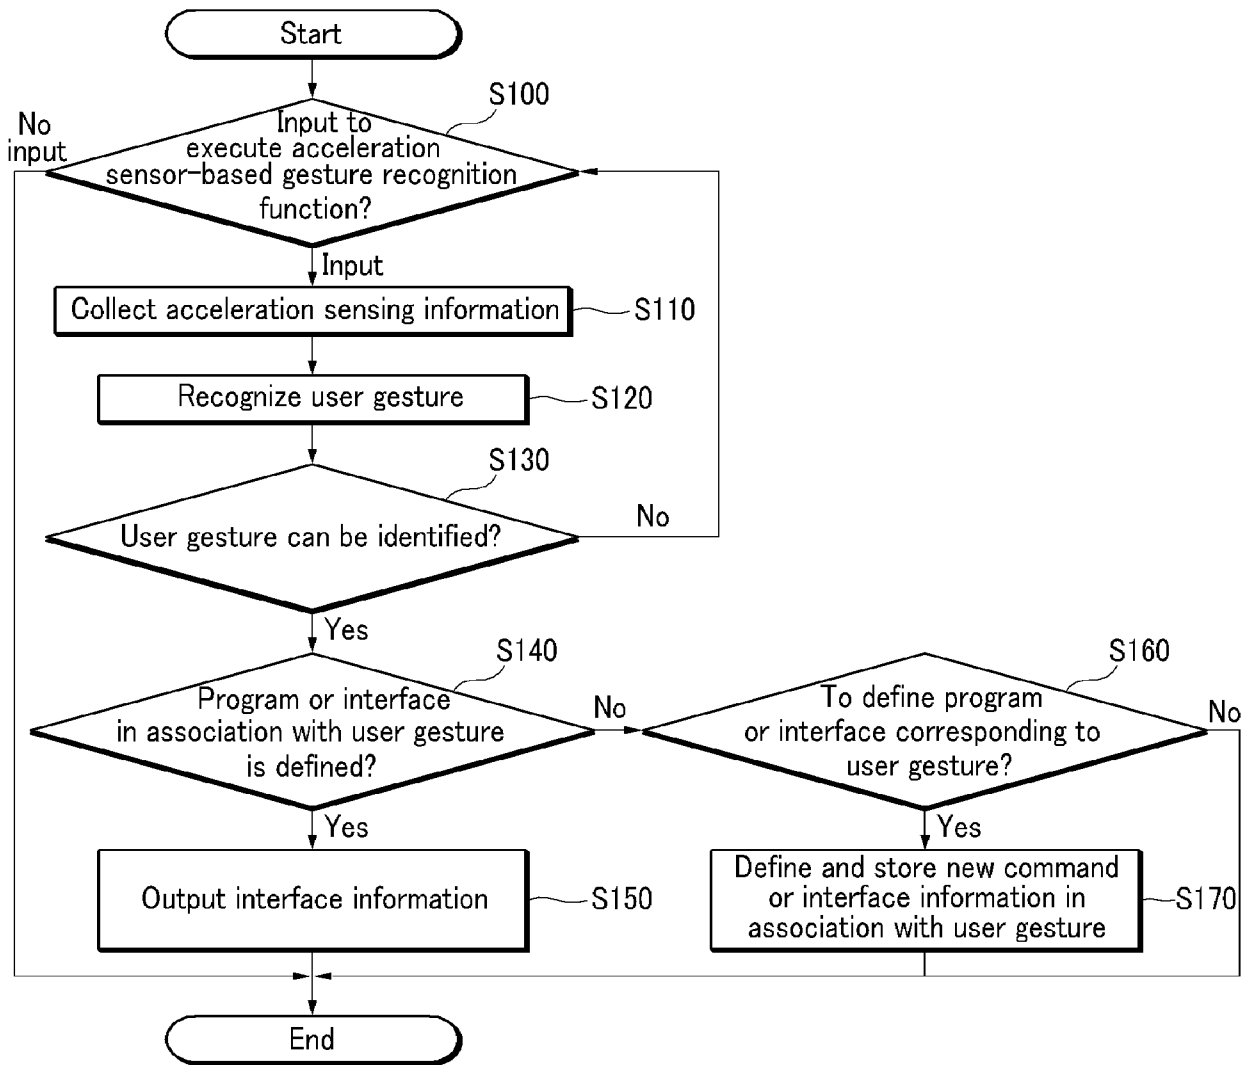 Start
S100
No
input
Input to
execute acceleration
sensor-based gesture recognition
function?
Input
Collect acceleration sensing information
S110
Recognize user gesture
S120
S130
User gesture can be identified?
No
Yes
S140
Program or interface
in association with user gesture
is defined?
No
S160
To define program
or interface corresponding to
user gesture?
No
Yes
Yes
Output interface information
S150
Define and store new command
or interface information in
association with user gesture
S170
End